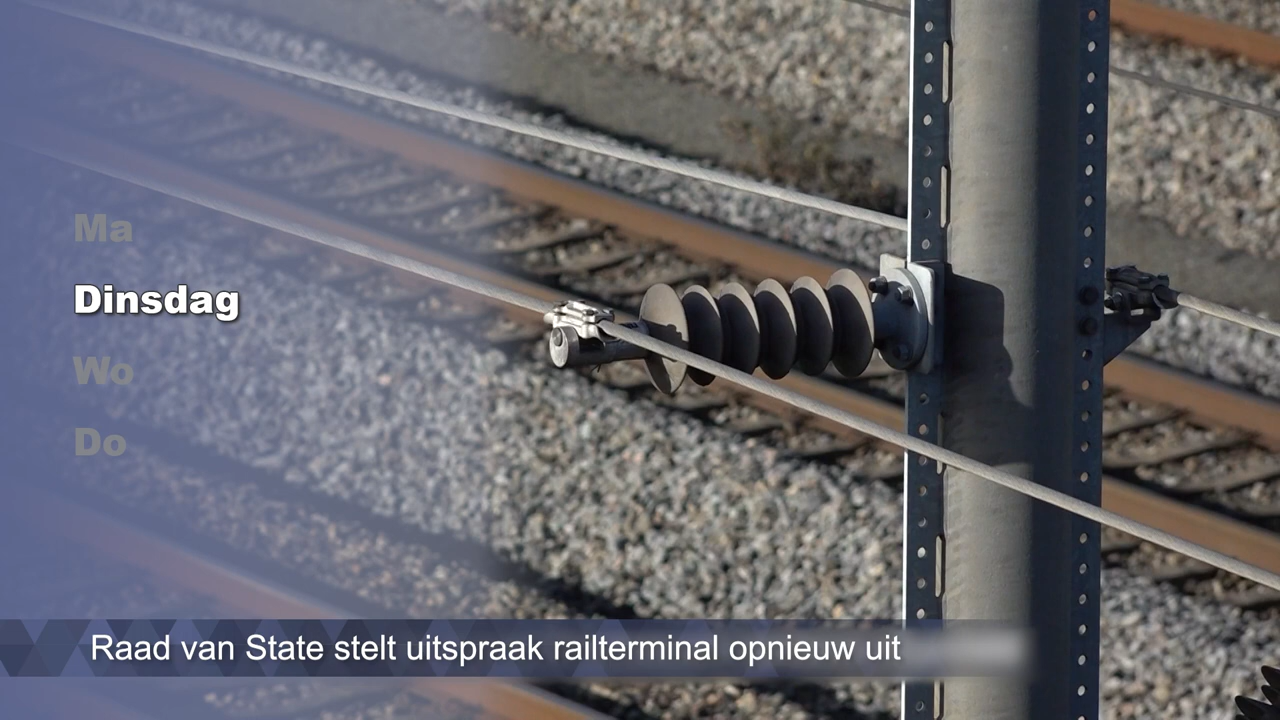 Ma
Dinsdag
Wo
Do
Raad van State stelt uitspraak railterminal opnieuw uit